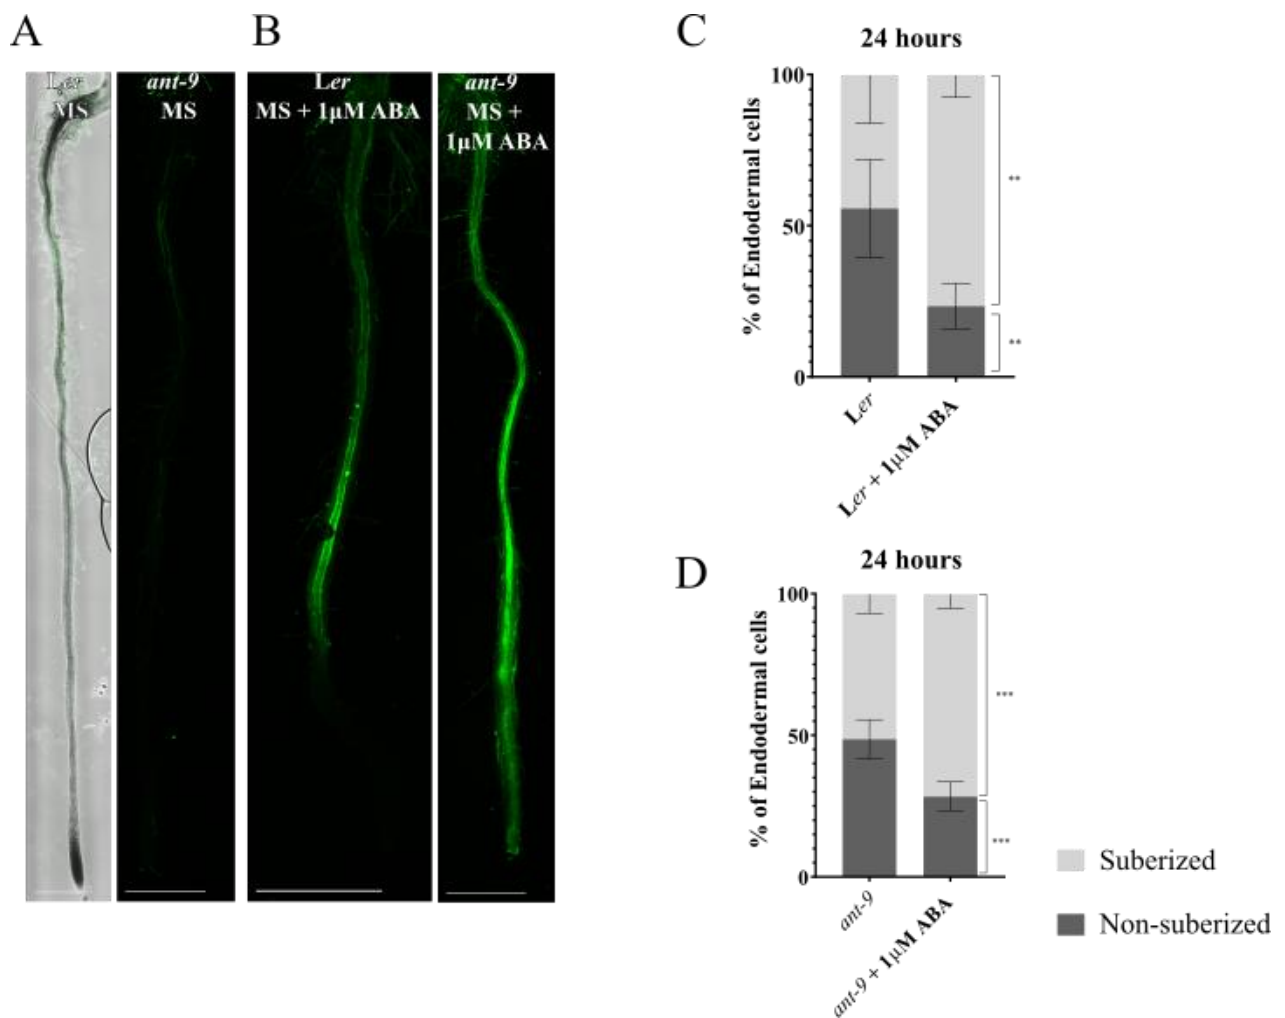 A
B
Ler
MS
ant-9
MS
Ler
MS + 1µM ABA
ant-9
MS +
1µM ABA
C
24 hours
% of Endodermal cells
100
50
0
**
**
Ler
Ler + 1µM ABA
D
24 hours
% of Endodermal cells
100
50
0
***
***
ant-9
ant-9 + 1µM ABA
Suberized
Non-suberized